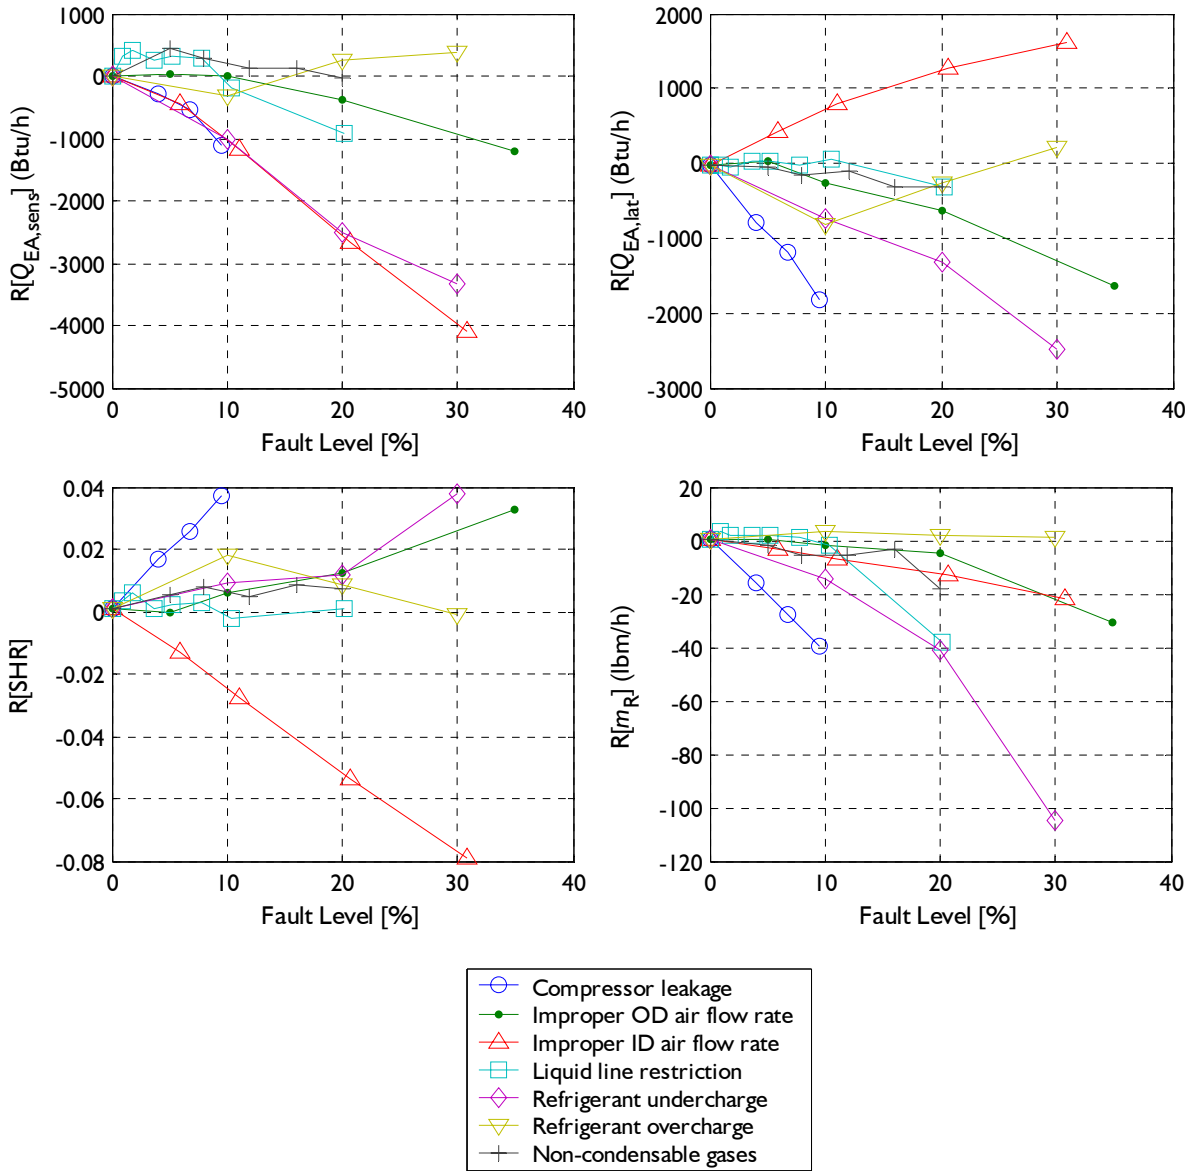 1000
0
-1000
-2000
-3000
-4000
-5000
R[Q_EA,sens] (Btu/h)
0 10 20 30 40
Fault Level [%]
2000
1000
0
-1000
-2000
-3000
R[Q_EA,lat] (Btu/h)
0 10 20 30 40
Fault Level [%]
0.04
0.02
0
-0.02
-0.04
-0.06
-0.08
R[SHR]
0 10 20 30 40
Fault Level [%]
20
0
-20
-40
-60
-80
-100
-120
R[m_R] (lbm/h)
0 10 20 30 40
Fault Level [%]
Compressor leakage
Improper OD air flow rate
Improper ID air flow rate
Liquid line restriction
Refrigerant undercharge
Refrigerant overcharge
Non-condensable gases